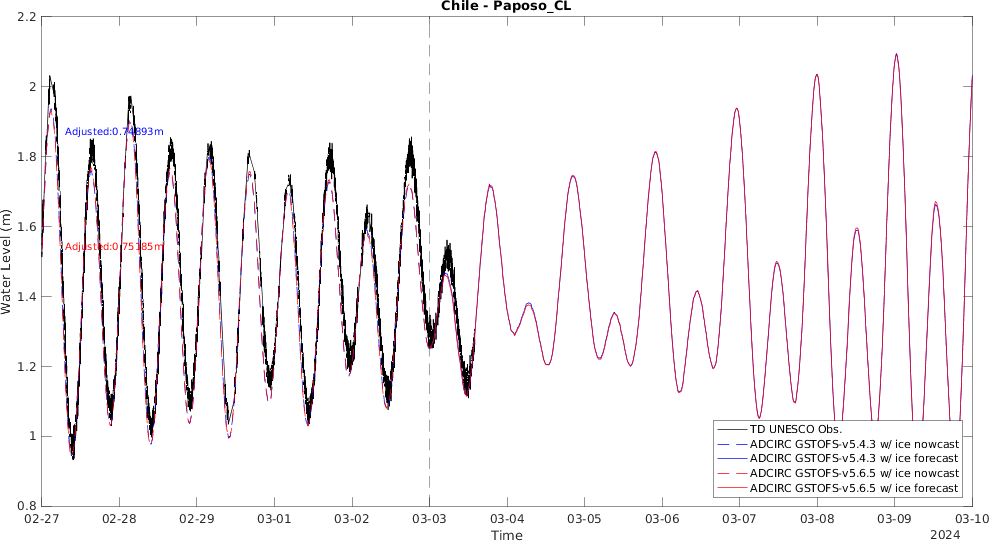 Chile - Paposo_CL
2.2
2
1.8
1.6
1.4
1.2
1
0.8
Water Level (m)
Adjusted:0.74893m
Adjusted:0.75185m
TD UNESCO Obs.
ADCIRC GSTOFS-v5.4.3 w/ ice nowcast
ADCIRC GSTOFS-v5.4.3 w/ ice forecast
ADCIRC GSTOFS-v5.6.5 w/ ice nowcast
ADCIRC GSTOFS-v5.6.5 w/ ice forecast
02-27 02-28 02-29 03-01 03-02 03-03 03-04 03-05 03-06 03-07 03-08 03-09 03-10
Time
2024